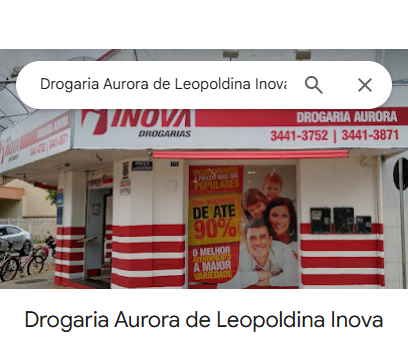 Drogaria Aurora de Leopoldina Inova
INOVA
DROGARIAS
DROGARIA AURORA
3441-3752 | 3441-3871
POPULARES
DE ATÉ
90%
O MELHOR
ATENDIMENTO
A MAIOR
VARIEDADE
Drogaria Aurora de Leopoldina Inova